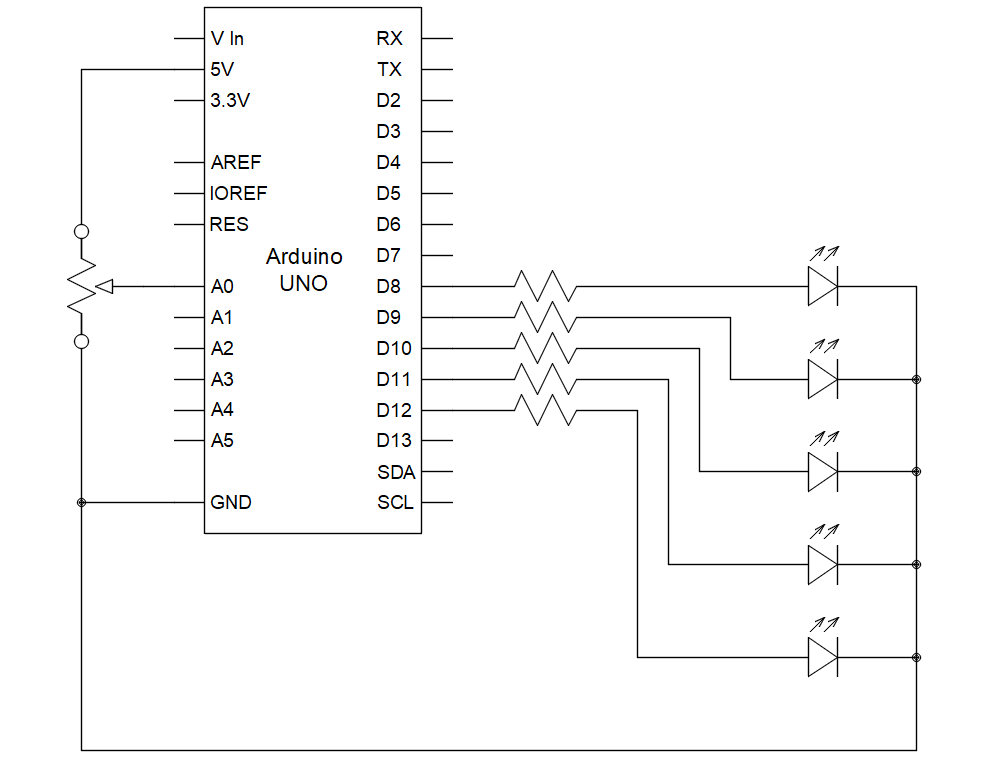 V In
5V
3.3V
AREF
IOREF
RES
A0
A1
A2
A3
A4
A5
GND
Arduino
UNO
RX
TX
D2
D3
D4
D5
D6
D7
D8
D9
D10
D11
D12
D13
SDA
SCL